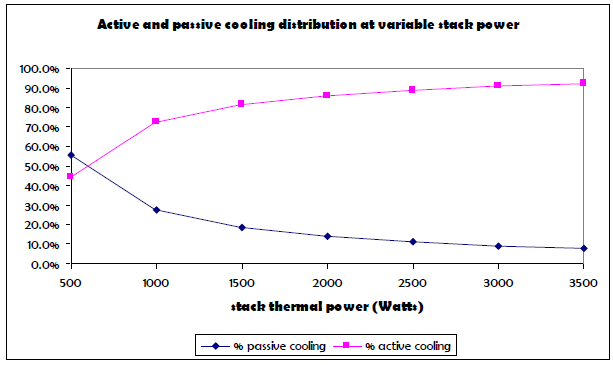 Active and passive cooling distribution at variable stack power
100.0%
90.0%
80.0%
70.0%
60.0%
50.0%
40.0%
30.0%
20.0%
10.0%
0.0%
500 1000 1500 2000 2500 3000 3500
stack thermal power (Watts)
% passive cooling % active cooling